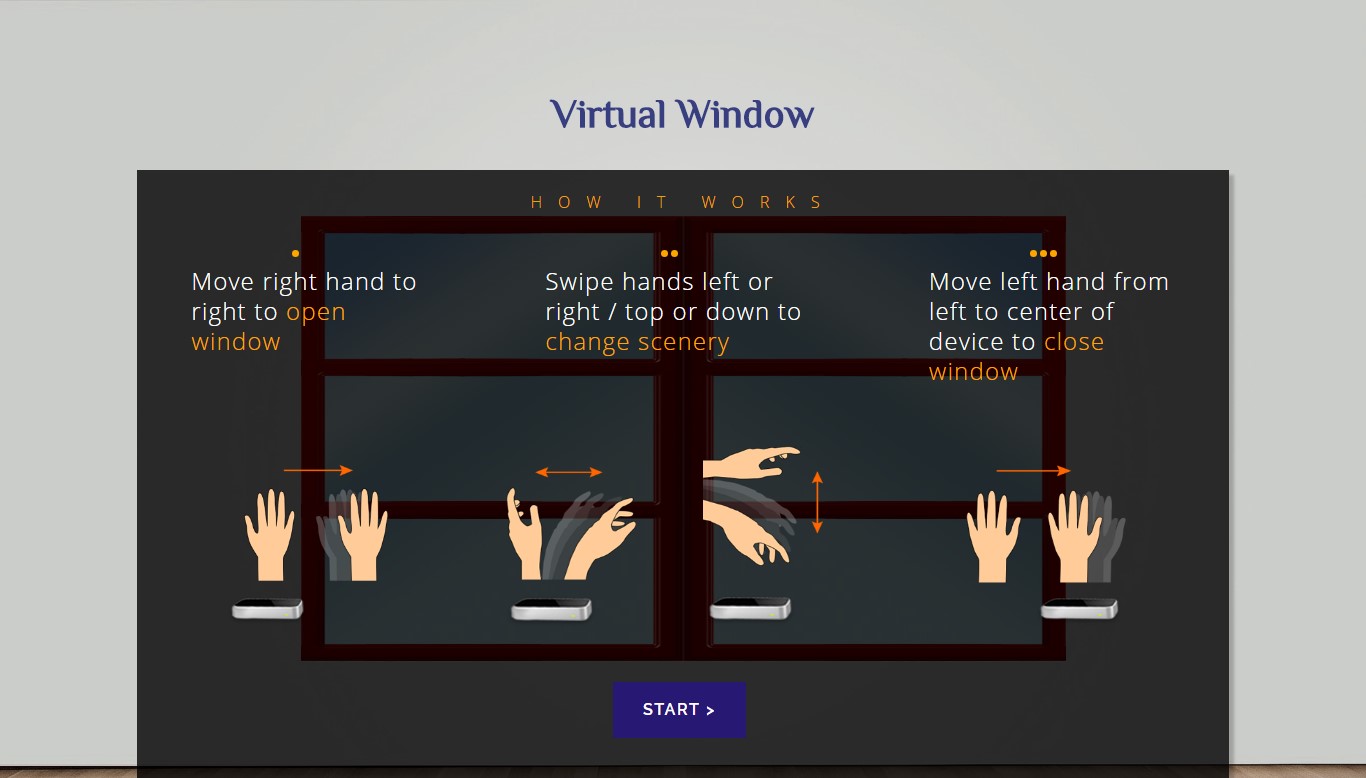 Virtual Window
HOW IT WORKS
Move right hand to
right to open
window
Swipe hands left or
right / top or down to
change scenery
Move left hand from
left to center of
device to close
window
START >